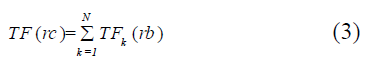 TF(rc)=∑_{k=1}^{N} TF_k(rb) (3)